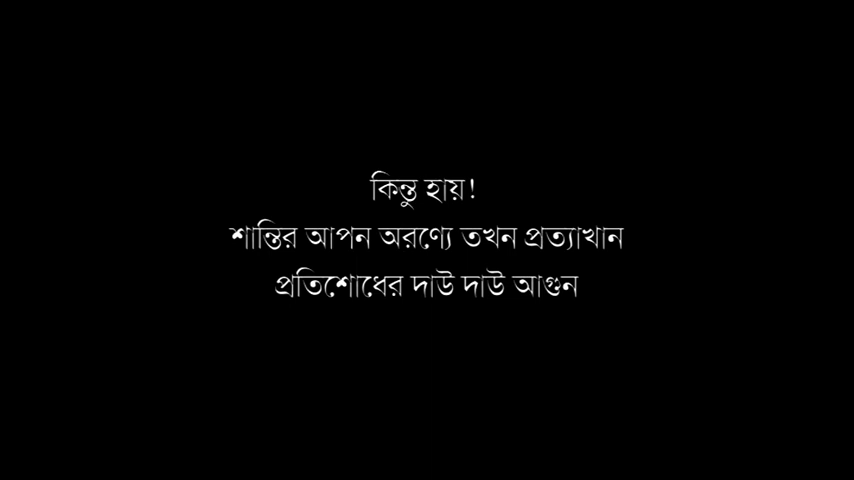 কিন্তু হায়!
শান্তির আপন অরণ্যে তখন প্রত্যাখান
প্রতিশোধের দাউ দাউ আগুন